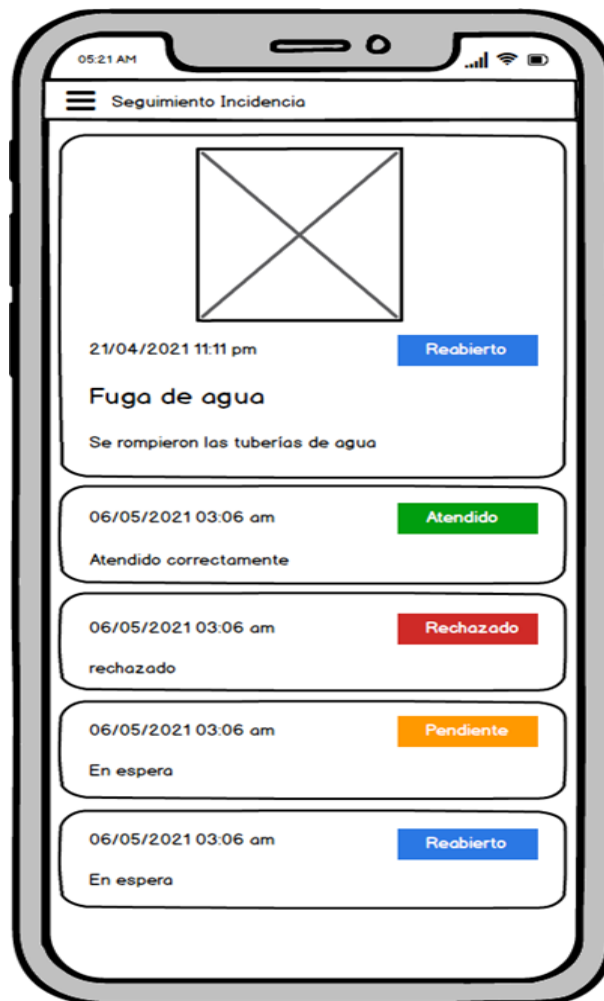 05:21 AM
Seguimiento Incidencia
21/04/2021 11:11 pm
Reabierto
Fuga de agua
Se rompieron las tuberías de agua
06/05/2021 03:06 am
Atendido
Atendido correctamente
06/05/2021 03:06 am
Rechazado
rechazado
06/05/2021 03:06 am
Pendiente
En espera
06/05/2021 03:06 am
Reabierto
En espera